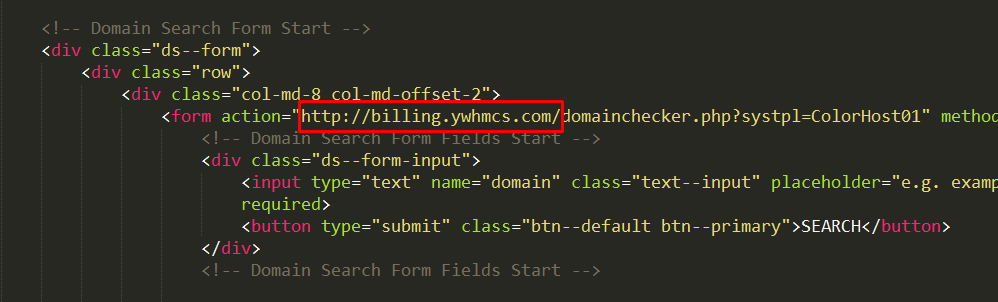 <!-- Domain Search Form Start -->
<div class="ds--form">
<div class="row">
<div class="col-md-8 col-md-offset-2">
<form action="http://billing.ywhmcs.com/domainchecker.php?systpl=ColorHost01" method
<!-- Domain Search Form Fields Start -->
<div class="ds--form-input">
<input type="text" name="domain" class="text--input" placeholder="e.g. examp
required>
<button type="submit" class="btn--default btn--primary">SEARCH</button>
</div>
<!-- Domain Search Form Fields Start -->